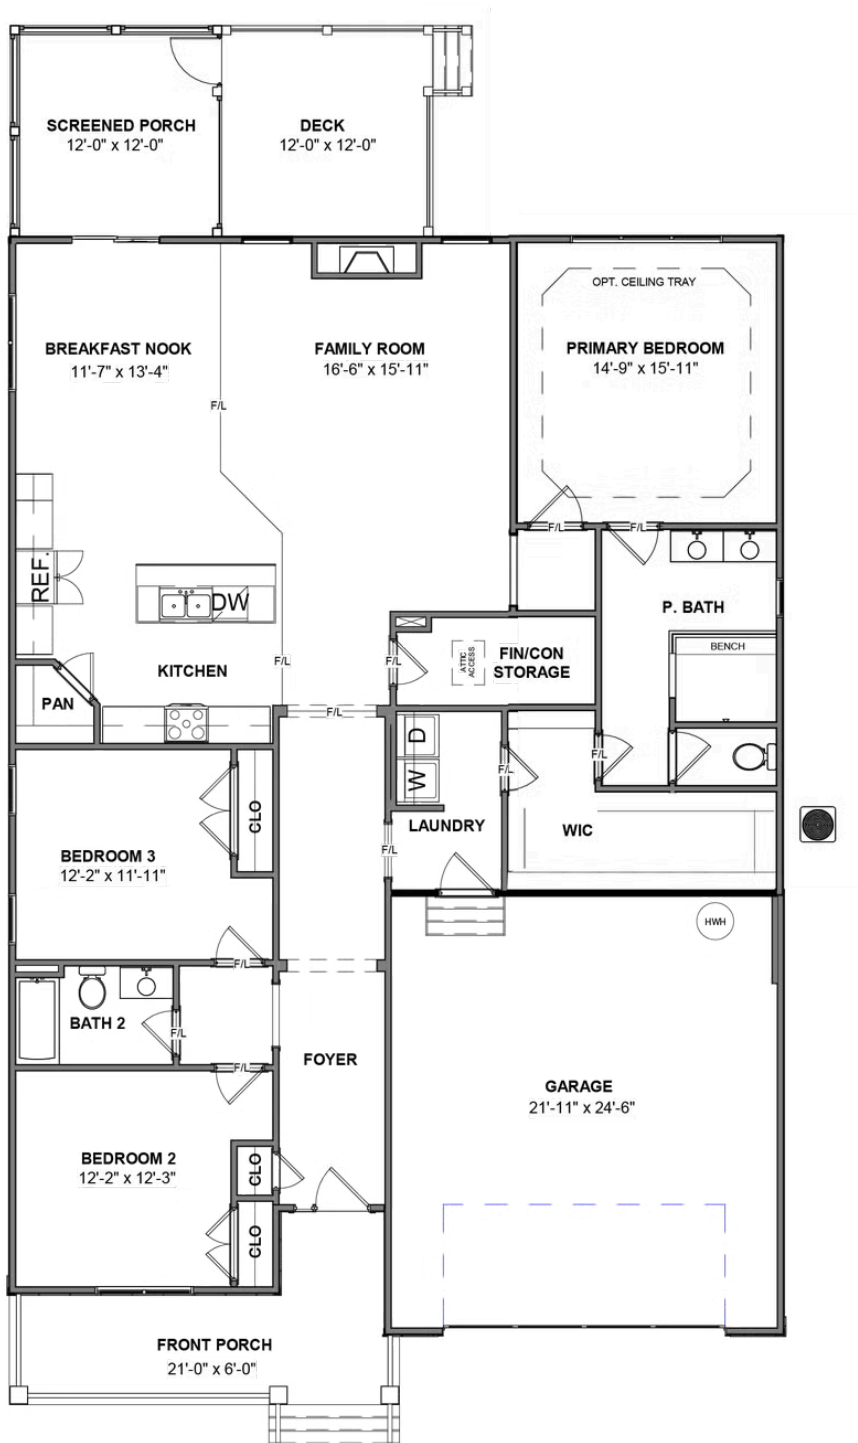 SCREENED PORCH
12'-0" x 12'-0"
DECK
12'-0" x 12'-0"
OPT. CEILING TRAY
BREAKFAST NOOK
11'-7" x 13'-4"
FAMILY ROOM
16'-6" x 15'-11"
PRIMARY BEDROOM
14'-9" x 15'-11"
F/L
F/L
F/L
REF.
DW
P. BATH
BENCH
KITCHEN
F/L
F/L
ATTIC
ACCESS
FIN/CON
STORAGE
PAN
F/L
D
W
F/L
F/L
CLO
LAUNDRY
WIC
F/L
BEDROOM 3
12'-2" x 11'-11"
HWH
F/L
BATH 2
F/L
FOYER
F/L
GARAGE
21'-11" x 24'-6"
BEDROOM 2
12'-2" x 12'-3"
CLO
CLO
FRONT PORCH
21'-0" x 6'-0"